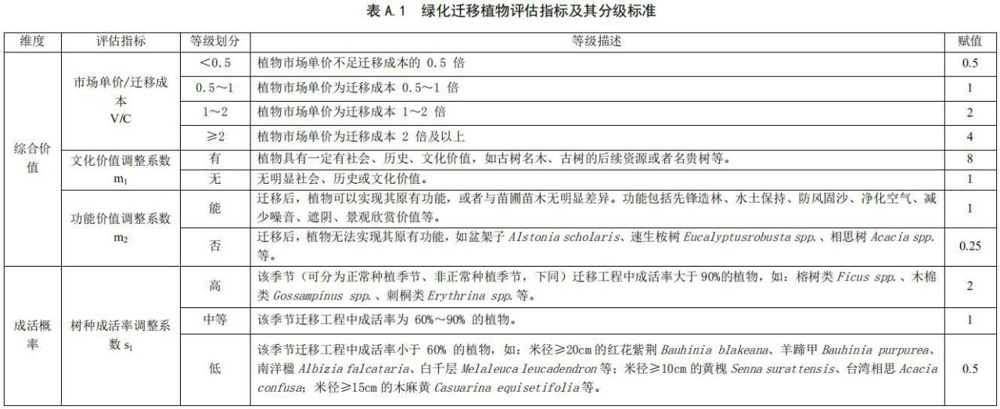 表 A.1 绿化迁移植物评估指标及其分级标准
维度 评估指标 等级划分 等级描述 赋值
综合价
值
市场单价/迁移成
本
V/C
<0.5 植物市场单价不足迁移成本的 0.5 倍 0.5
0.5～1 植物市场单价为迁移成本 0.5～1 倍 1
1～2 植物市场单价为迁移成本 1～2 倍 2
≥2 植物市场单价为迁移成本 2 倍及以上 4
文化价值调整系数
m1
有 植物具有一定有社会、历史、文化价值，如古树名木、古树的后续资源或者名贵树等。 8
无 无明显社会、历史或文化价值。 1
功能价值调整系数
m2
能 迁移后，植物可以实现其原有功能，或者与苗圃苗木无明显差异。功能包括先锋造林、水土保持、防风固沙、净化空气、减
少噪音、遮阴、景观欣赏价值等。 1
否 迁移后，植物无法实现其原有功能，如盆架子 Alstonia scholaris、速生桉树 Eucalyptusrobusta spp.、相思树 Acacia spp.
等。 0.25
成活概
率
树种成活率调整系
数 s1
高 该季节（可分为正常种植季节、非正常种植季节，下同）迁移工程中成活率大于 90%的植物，如：榕树类 Ficus spp.、木棉
类 Gossampinus spp.、刺桐类 Erythrina spp.等。 2
中等 该季节迁移工程中成活率为 60%～90% 的植物。 1
低 该季节迁移工程中成活率小于 60% 的植物，如：米径≥20cm的红花紫荆 Bauhinia blakeana、羊蹄甲 Bauhinia purpurea、
南洋楹 Albizia falcataria、白千层 Melaleuca leucadendron 等；米径≥10cm的黄槐 Senna surattensis、台湾相思 Acacia
confusa；米径≥15cm的木麻黄 Casuarina equisetifolia 等。 0.5